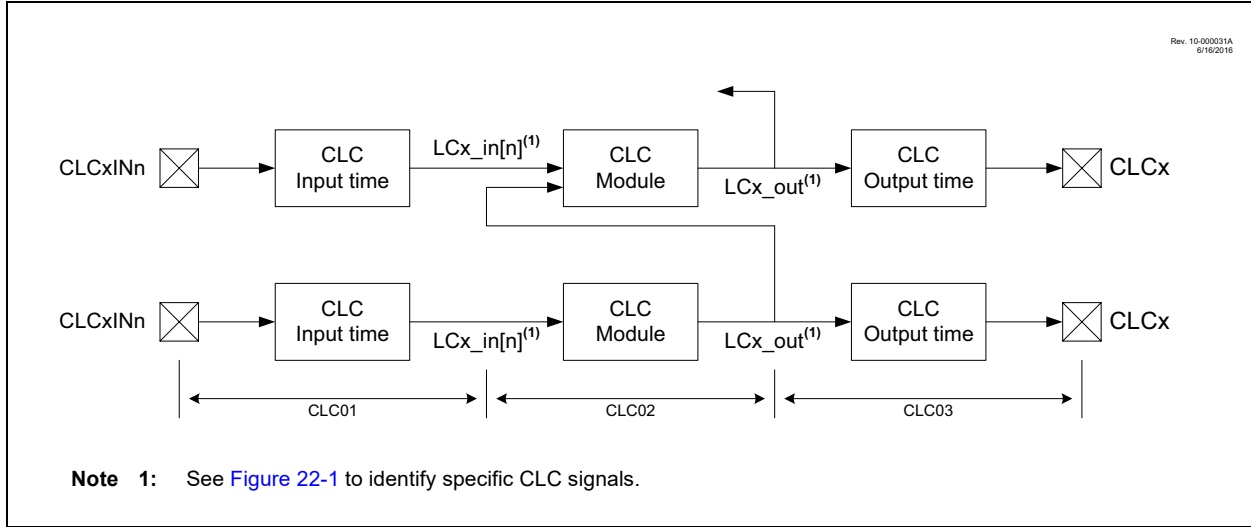 Rev. 10-000031A
6/16/2016
CLCxINn
CLC
Input time
LCx_in[n](1)
CLC
Module
LCx_out(1)
CLC
Output time
CLCx
CLCxINn
CLC
Input time
LCx_in[n](1)
CLC
Module
LCx_out(1)
CLC
Output time
CLCx
CLC01
CLC02
CLC03
Note 1: See Figure 22-1 to identify specific CLC signals.